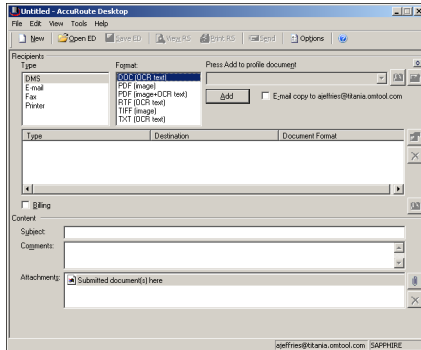 Untitled - AccuRoute Desktop
File Edit View Tools Help
New Open ED Save ED View RS Print RS Send Options
Recipients
Type Format: Press Add to profile document
DMS
E-mail
Fax
Printer
DOC (OCR text)
PDF (image)
PDF (image+OCR text)
RTF (OCR text)
TIFF (image)
TXT (OCR text)
Add E-mail copy to ajeffries@titania.omtool.com
Type Destination Document Format
Billing
Content
Subject:
Comments:
Attachments: Submitted document(s) here
ajeffries@titania.omtool.com SAPPHIRE